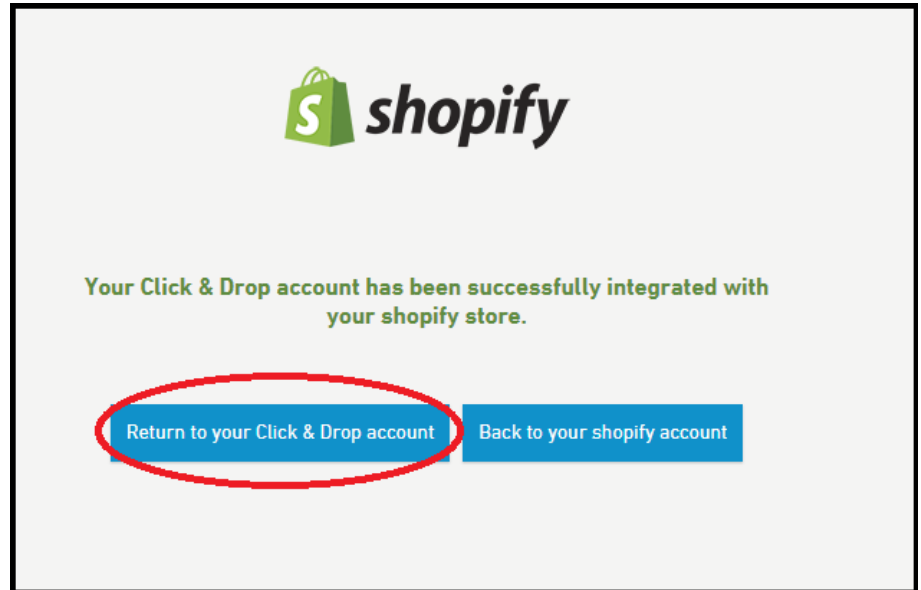 S shopify
Your Click & Drop account has been successfully integrated with
your shopify store.
Return to your Click & Drop account Back to your shopify account